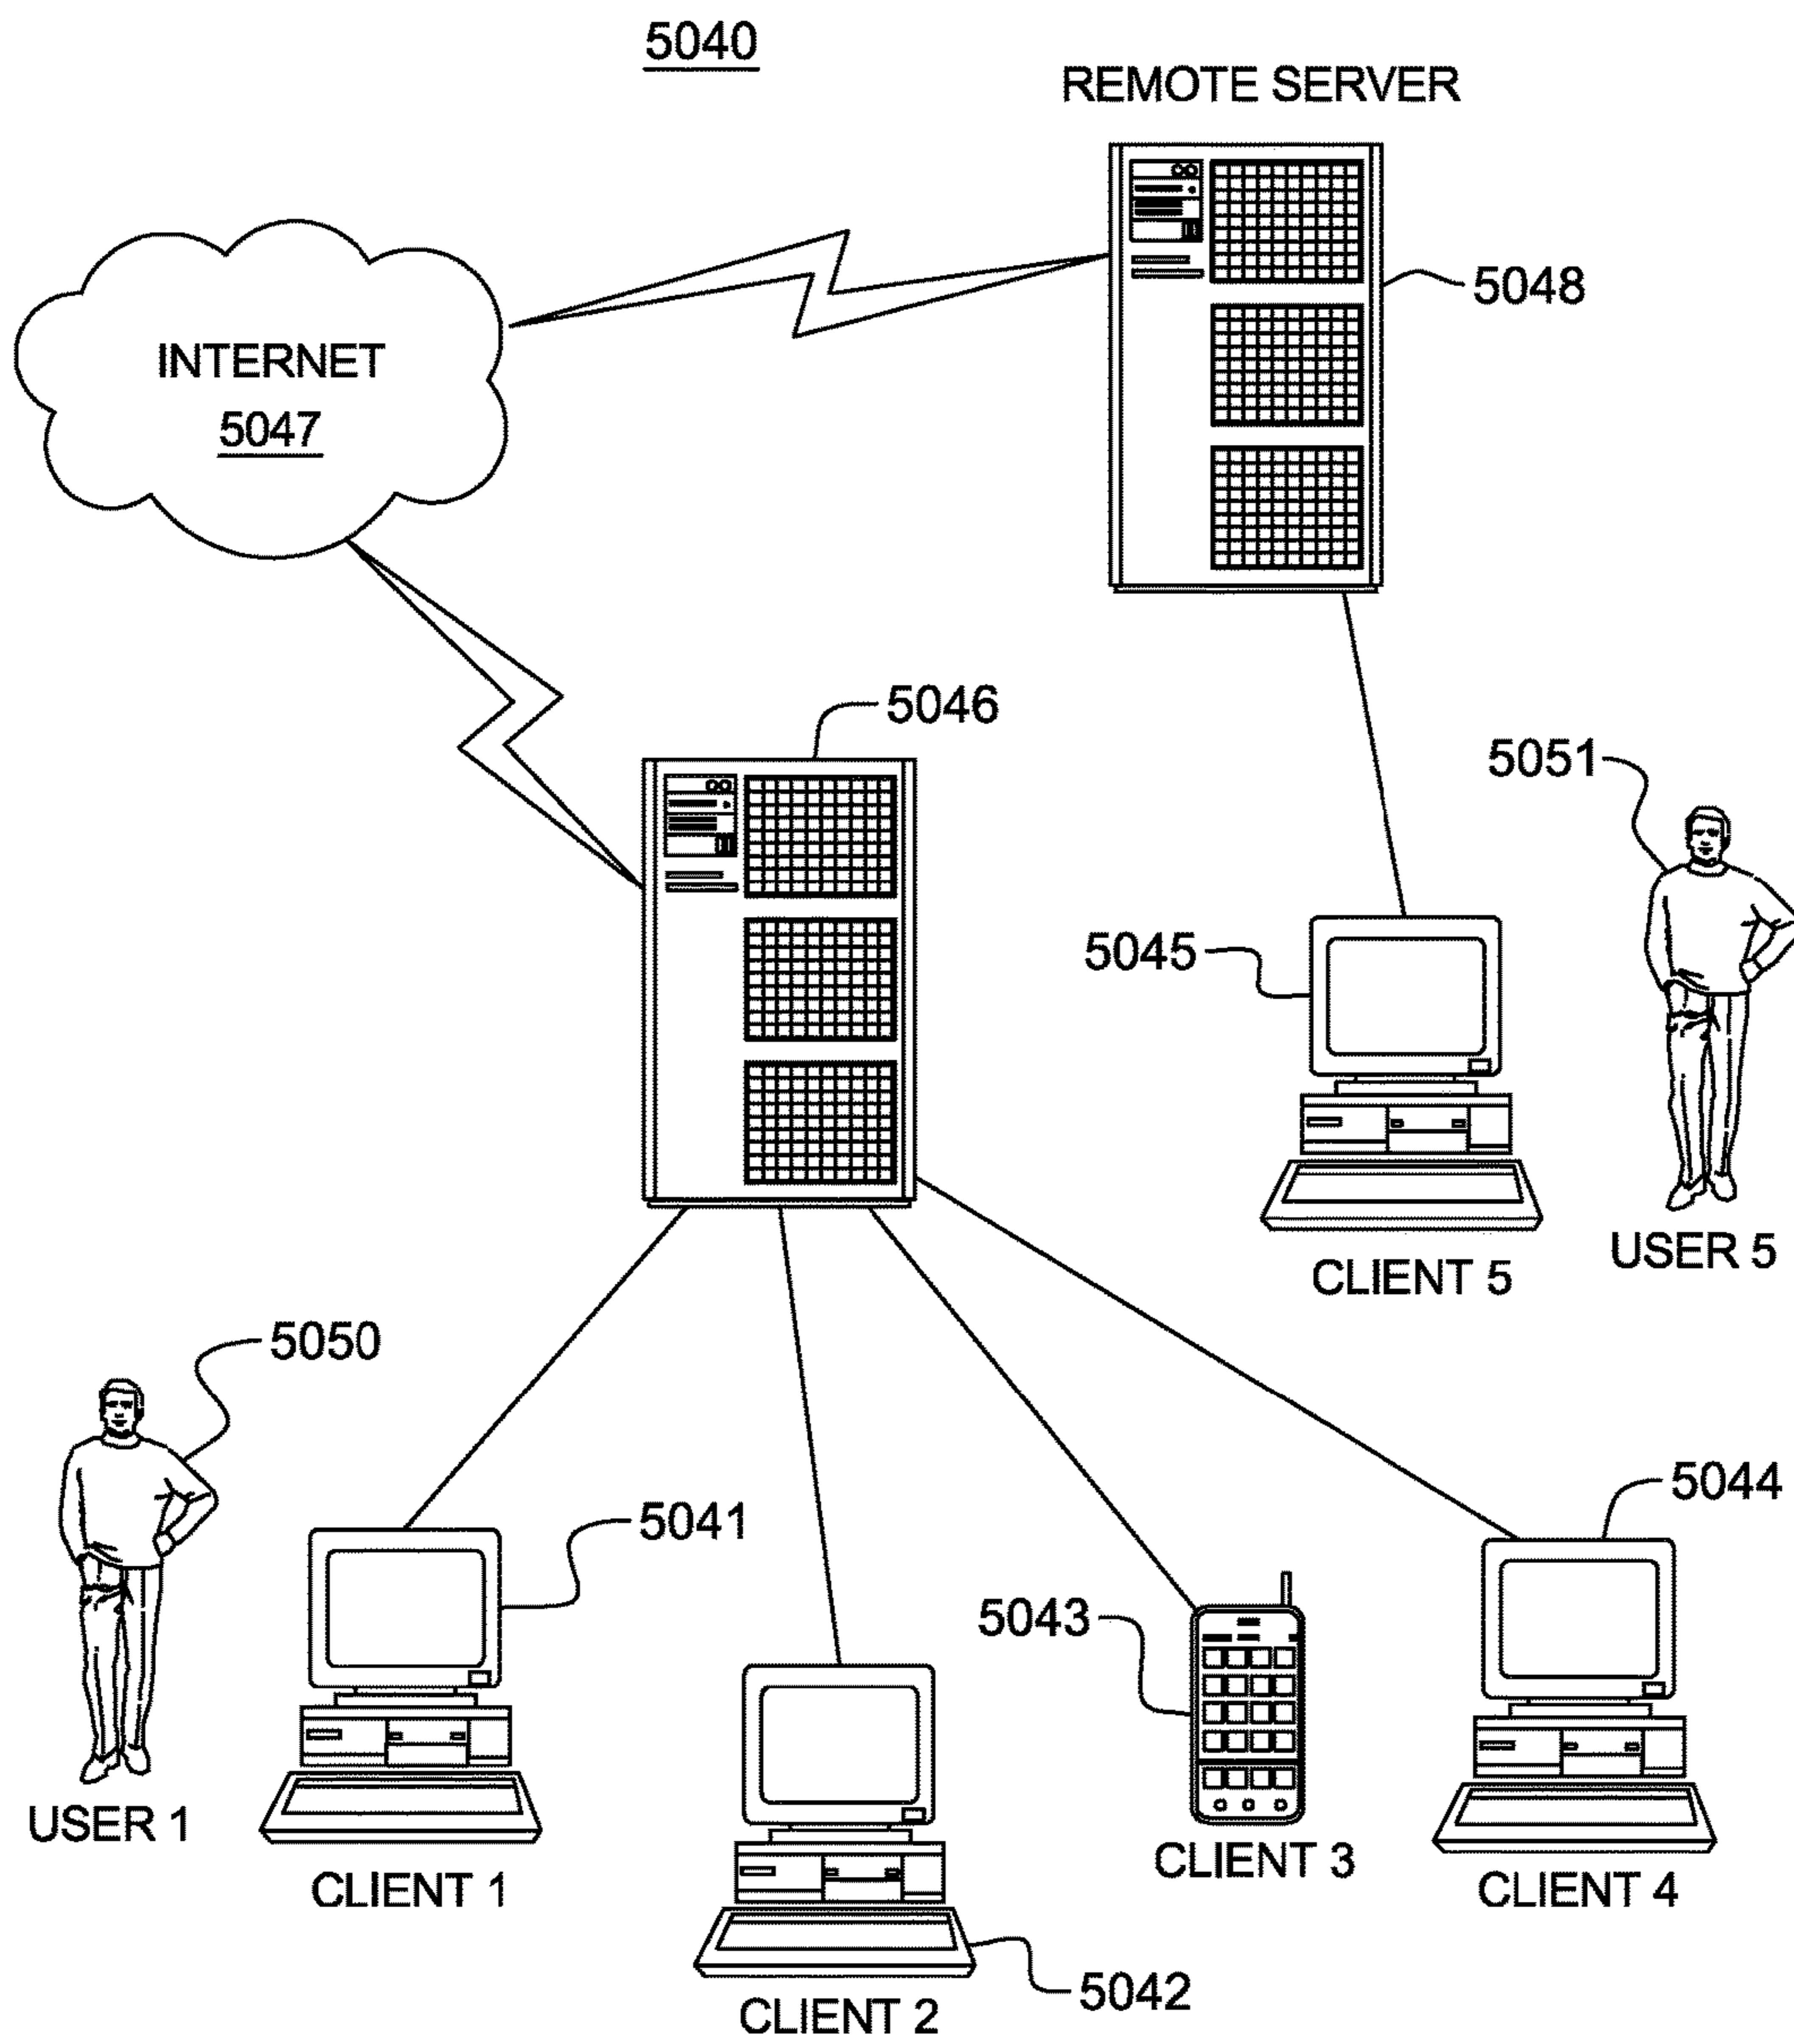 5040
REMOTE SERVER
5048
INTERNET
5047
5046
5051
5045
USER 5
CLIENT 5
5050
5044
5041
5043
USER 1
CLIENT 1
CLIENT 3
CLIENT 4
5042
CLIENT 2